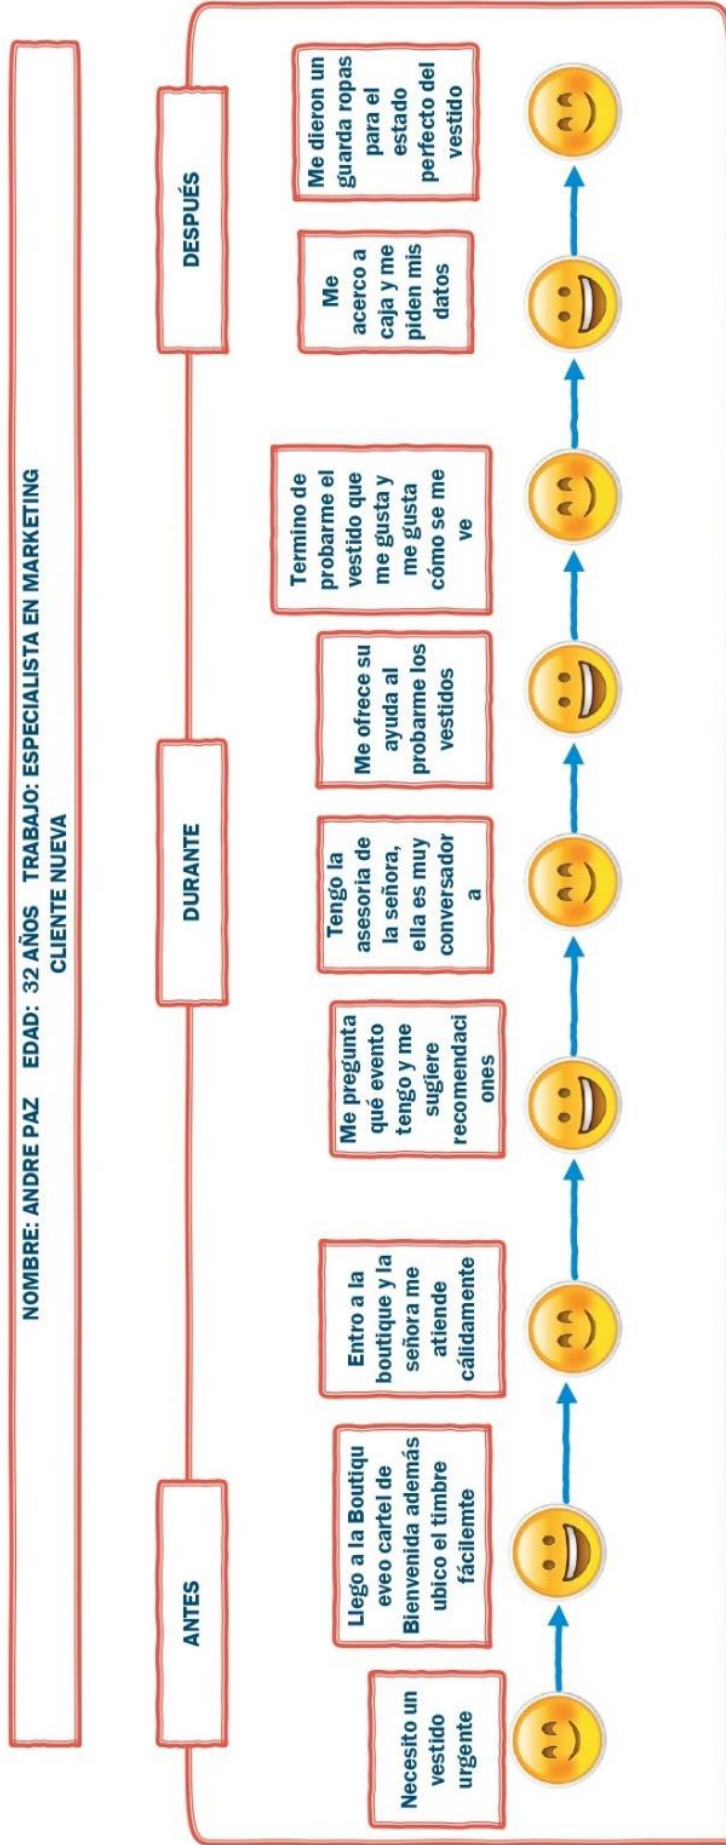 NOMBRE: ANDRE PAZ EDAD: 32 AÑOS TRABAJO: ESPECIALISTA EN MARKETING
CLIENTE NUEVA
ANTES
DURANTE
DESPUÉS
Necesito un
vestido
urgente
Llego a la Boutiqu
eveo cartel de
Bienvenida además
ubico el timbre
fácilemte
Entro a la
boutique y la
señora me
atiende
cálidamente
Me pregunta
qué evento
tengo y me
sugiere
recomendaci
ones
Tengo la
asesoria de
la señora,
ella es muy
conversador
a
Me ofrece su
ayuda al
probarme los
vestidos
Termino de
probarme el
vestido que
me gusta y
me gusta
cómo se me
ve
Me
acerco a
caja y me
piden mis
datos
Me dieron un
guarda ropas
para el
estado
perfecto del
vestido